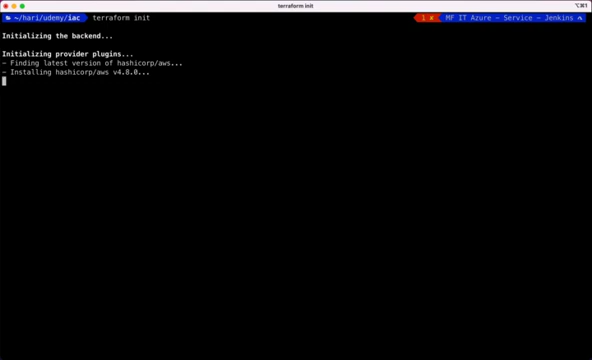 terraform init
⌥⌘1
~/hari/udemy/iac terraform init 1 ✘ MF IT Azure – Service – Jenkins
Initializing the backend...
Initializing provider plugins...
- Finding latest version of hashicorp/aws...
- Installing hashicorp/aws v4.8.0...